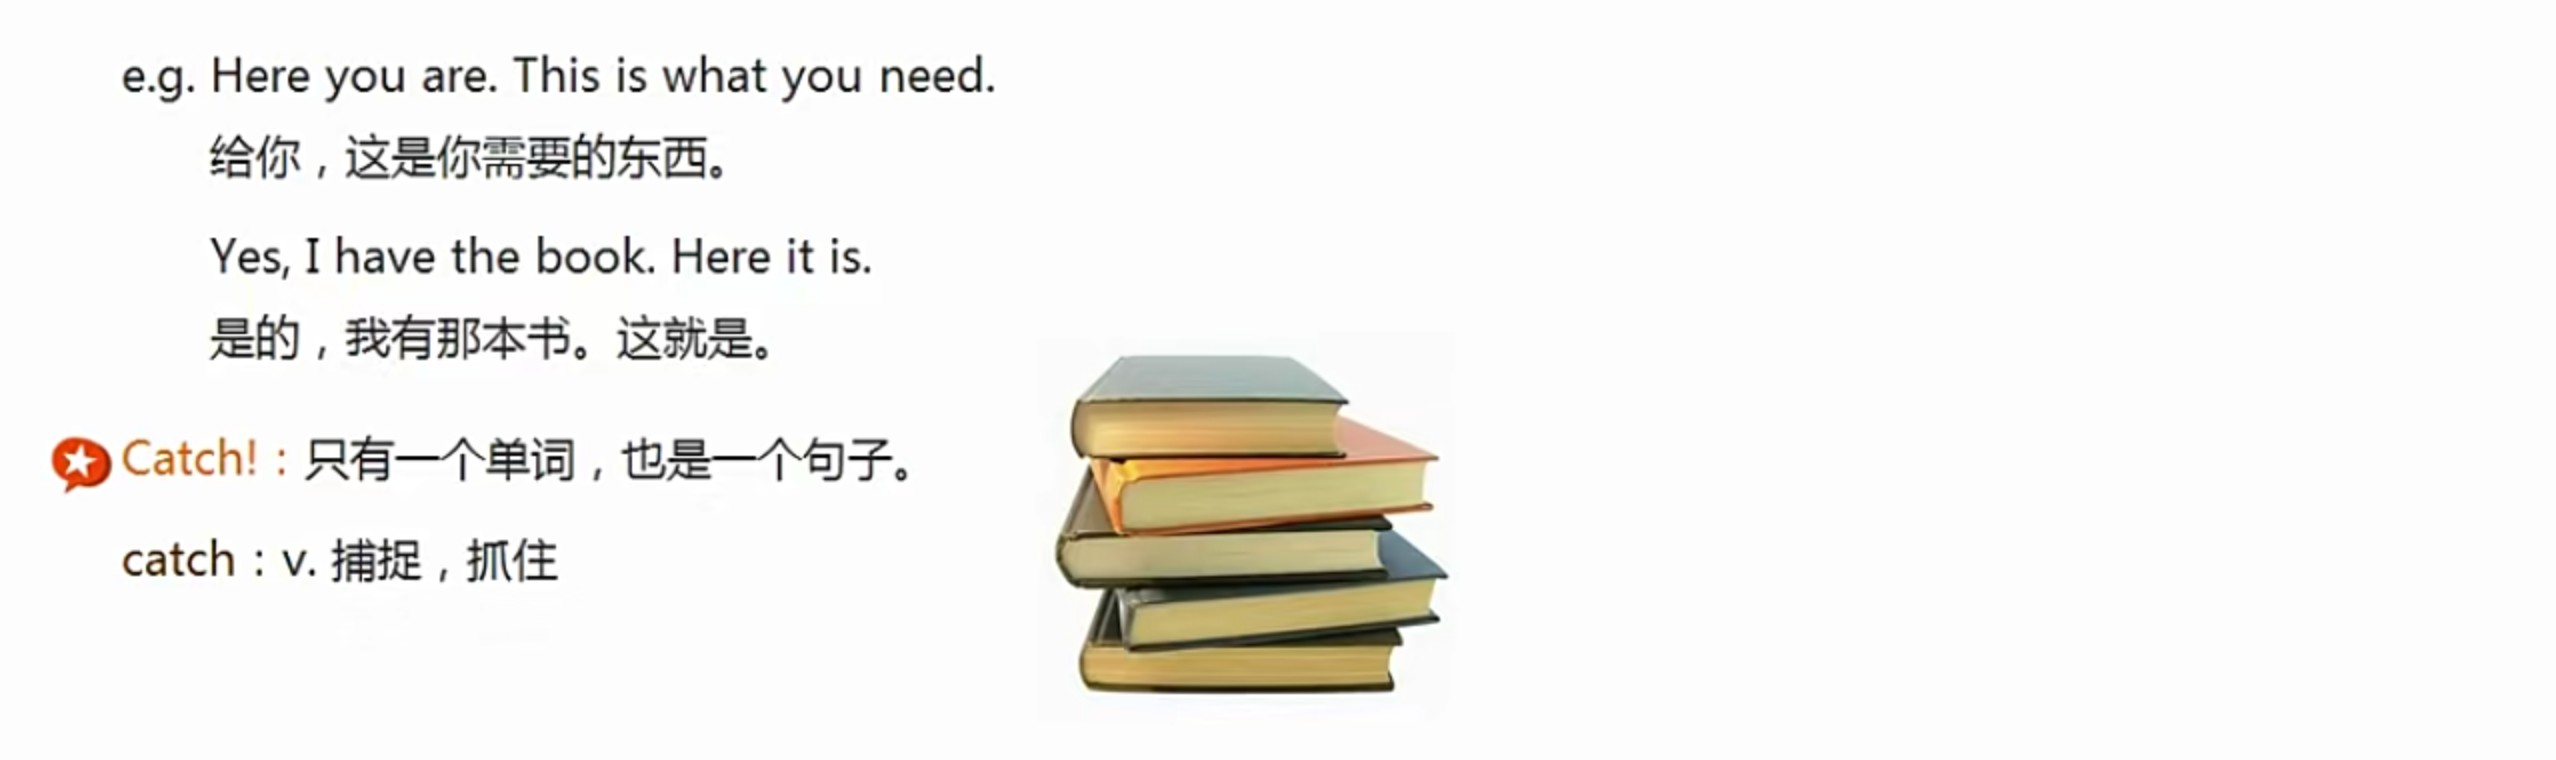 e.g. Here you are. This is what you need.
给你，这是你需要的东西。
Yes, I have the book. Here it is.
是的，我有那本书。这就是。
Catch!：只有一个单词，也是一个句子。
catch：v. 捕捉，抓住